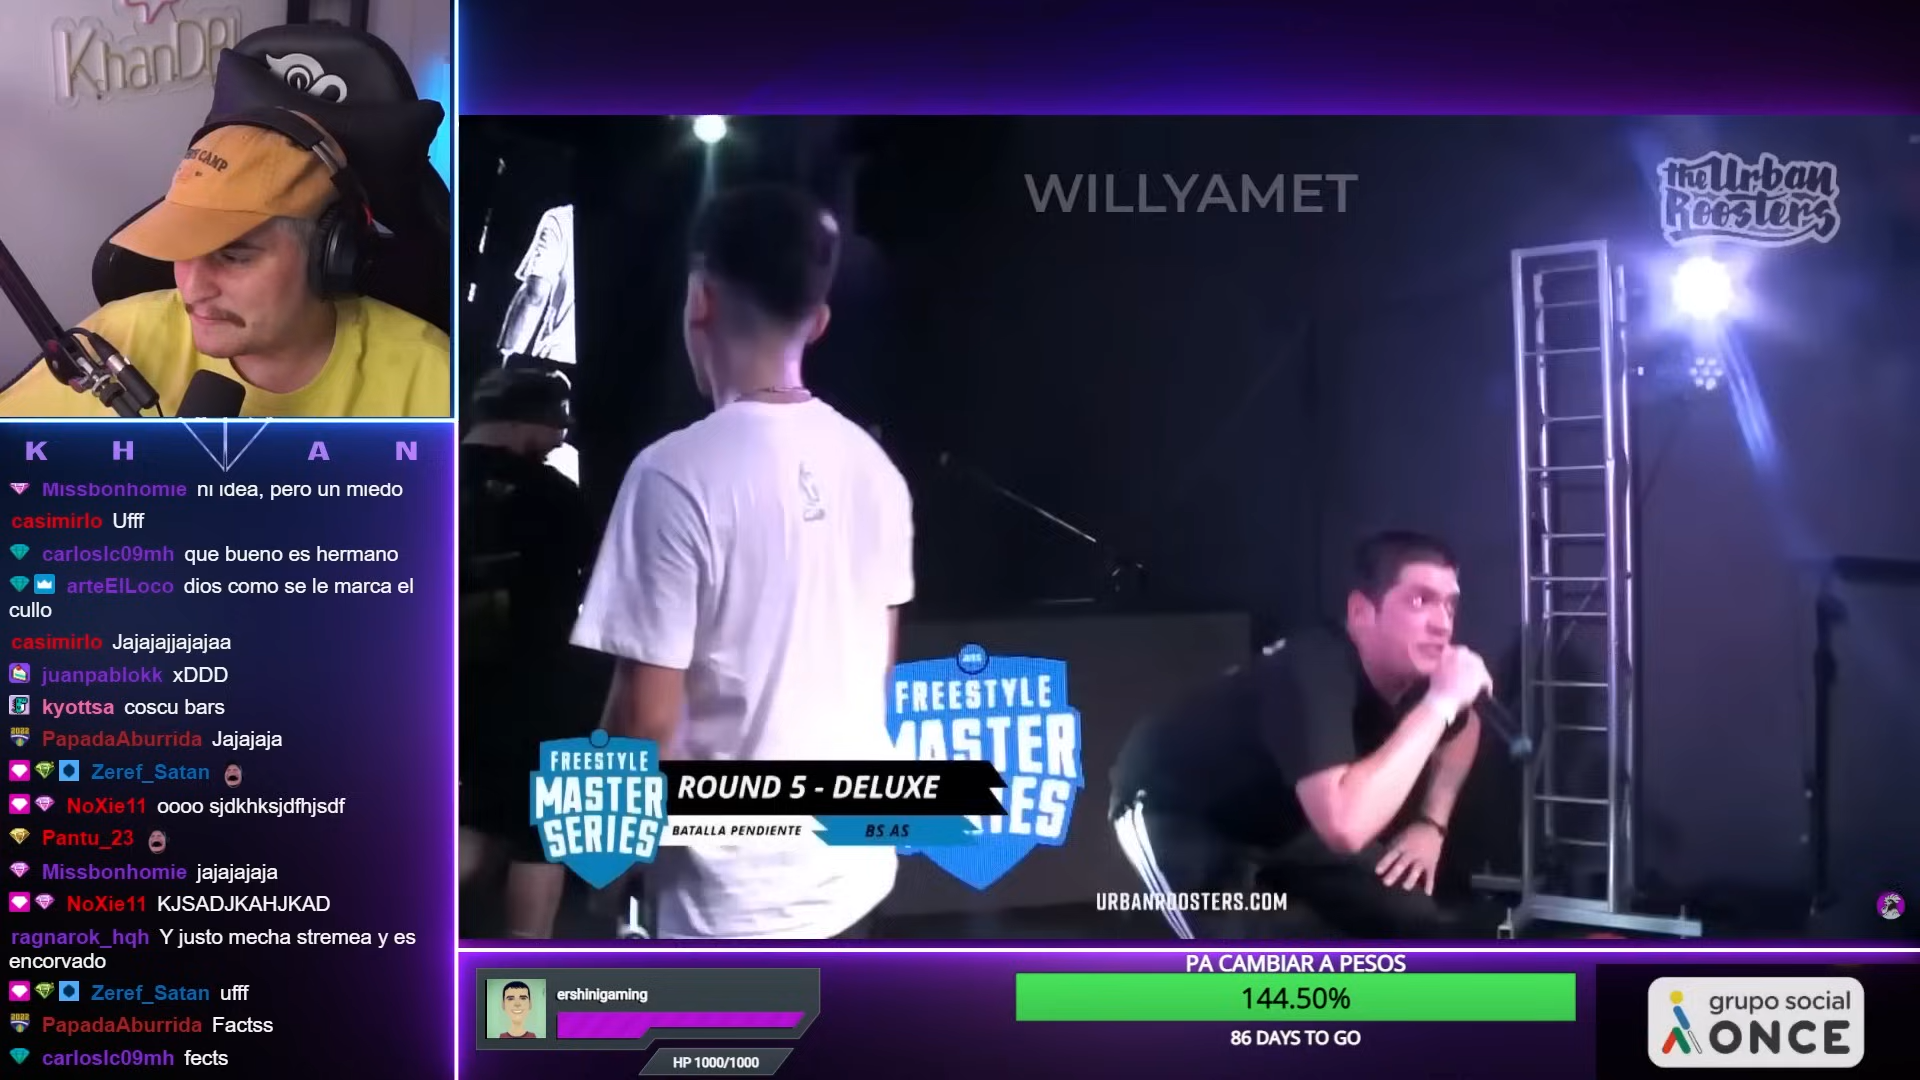 KhanDBL
CAMP
K H A N
Missbonhomie ni idea, pero un miedo
casimirlo Ufff
carloslc09mh que bueno es hermano
arteElLoco dios como se le marca el
cullo
casimirlo Jajajajjajajaa
juanpablokk xDDD
kyottsa coscu bars
PapadaAburrida Jajajaja
Zeref_Satan
NoXie11 oooo sjdkhksjdfhjsdf
Pantu_23
Missbonhomie jajajajaja
NoXie11 KJSADJKAHJKAD
ragnarok_hqh Y justo mecha stremea y es
encorvado
Zeref_Satan ufff
PapadaAburrida Factss
carloslc09mh fects
WILLYAMET
the Urban
Roosters
FREESTYLE
MASTER
SERIES
FREESTYLE
MASTER
SERIES
ROUND 5 - DELUXE
BATALLA PENDIENTE
BS AS
URBANROOSTERS.COM
ershinigaming
HP 1000/1000
PA CAMBIAR A PESOS
144.50%
86 DAYS TO GO
grupo social
ONCE